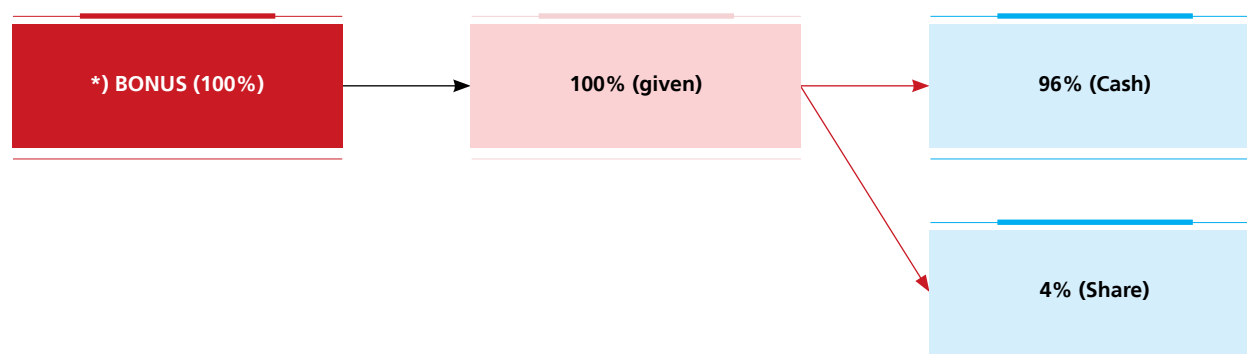 *) BONUS (100%)
100% (given)
96% (Cash)
4% (Share)